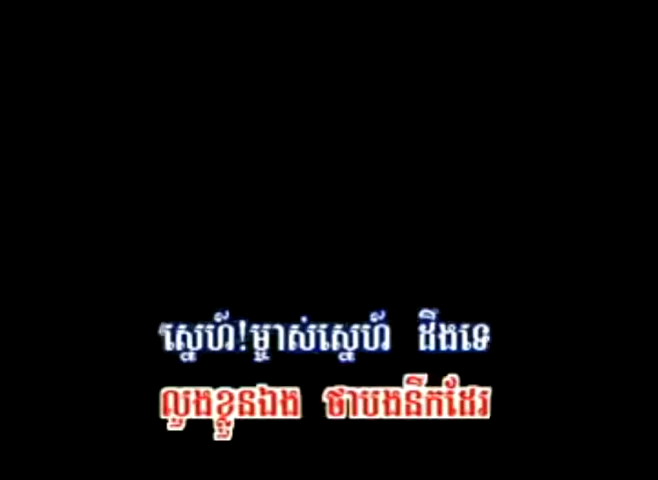 ស្នេហ៍!ម្ចាស់ស្នេហ៍ ដឹងទេ
លួងខ្លួនឯង ថាបងនឹកដែរ